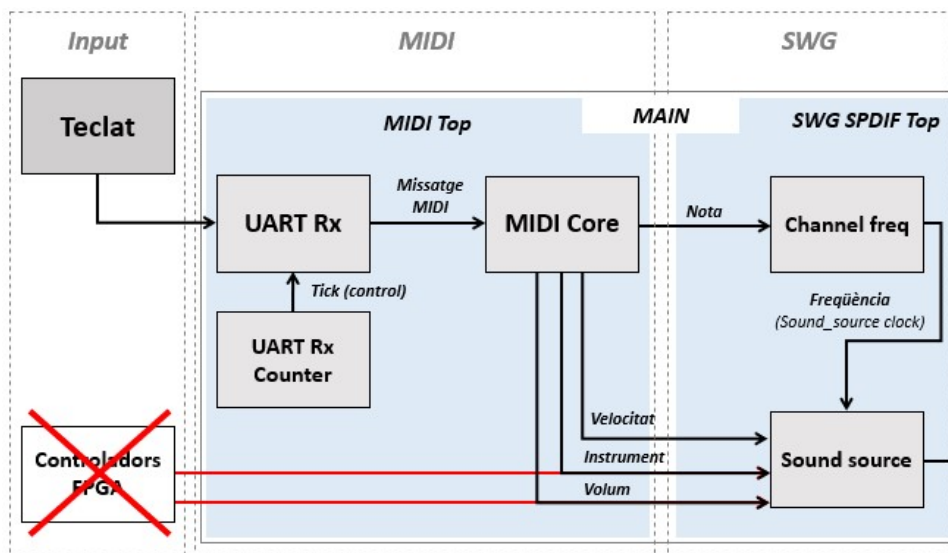 Input
MIDI
SWG
Teclat
MIDI Top
MAIN
SWG SPDIF Top
UART Rx
Missatge
MIDI
MIDI Core
Nota
Channel freq
Tick (control)
Freqüència
(Sound_source clock)
UART Rx
Counter
Controladors
FPGA
Velocitat
Instrument
Volum
Sound source